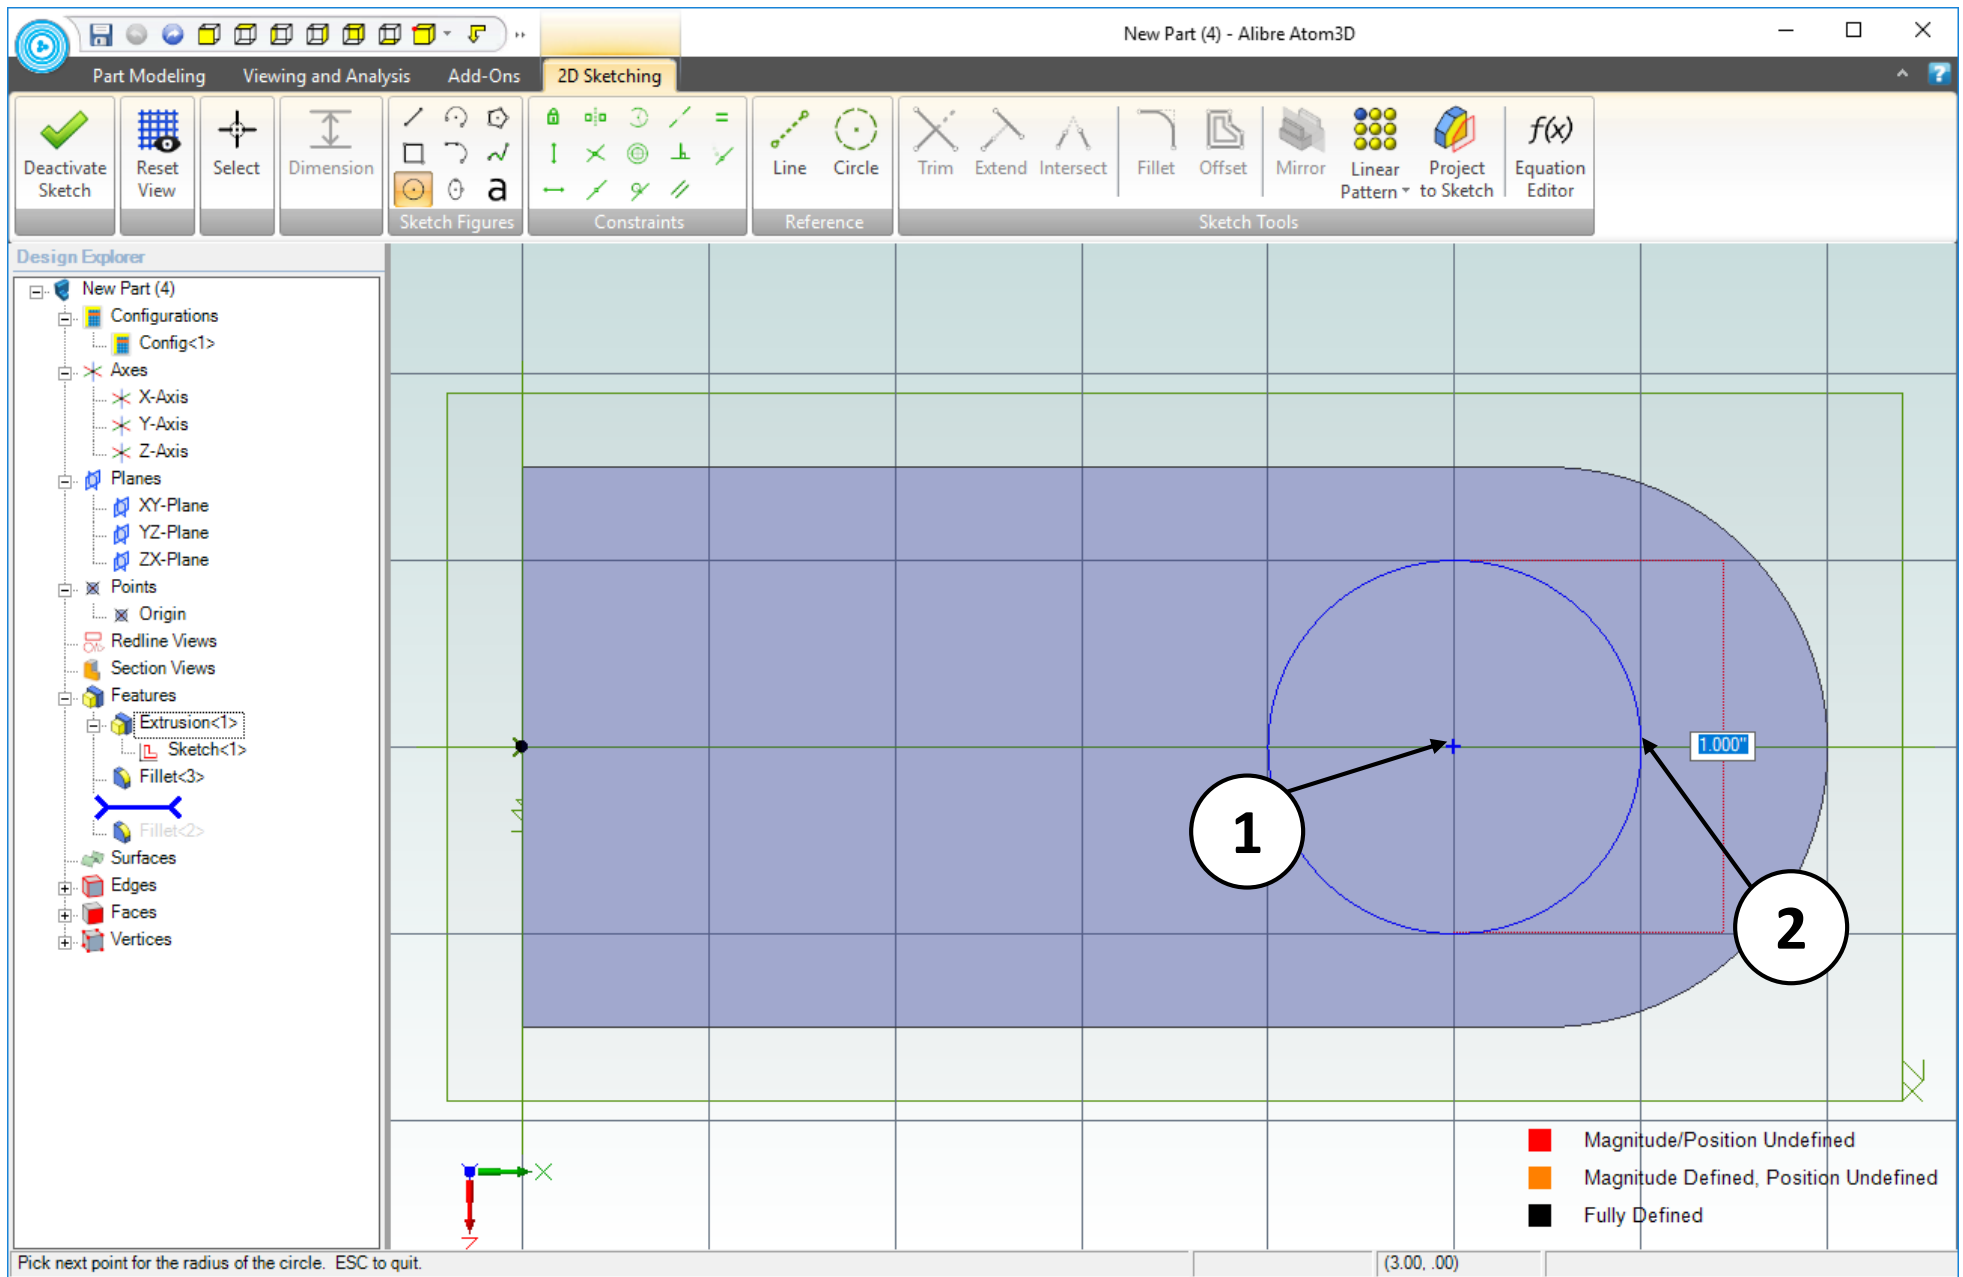 New Part (4) - Alibre Atom3D
Part Modeling
Viewing and Analysis
Add-Ons
2D Sketching
Deactivate
Sketch
Reset
View
Select
Dimension
a
Sketch Figures
Constraints
Line
Circle
Reference
Trim
Extend
Intersect
Fillet
Offset
Mirror
Linear
Pattern
Project
to Sketch
f(x)
Equation
Editor
Sketch Tools
Design Explorer
New Part (4)
Configurations
Config<1>
Axes
X-Axis
Y-Axis
Z-Axis
Planes
XY-Plane
YZ-Plane
ZX-Plane
Points
Origin
Redline Views
Section Views
Features
Extrusion<1>
Sketch<1>
Fillet<3>
Fillet<2>
Surfaces
Edges
Faces
Vertices
1.000"
1
2
X
Z
Magnitude/Position Undefined
Magnitude Defined, Position Undefined
Fully Defined
Pick next point for the radius of the circle.  ESC to quit.
(3.00, .00)